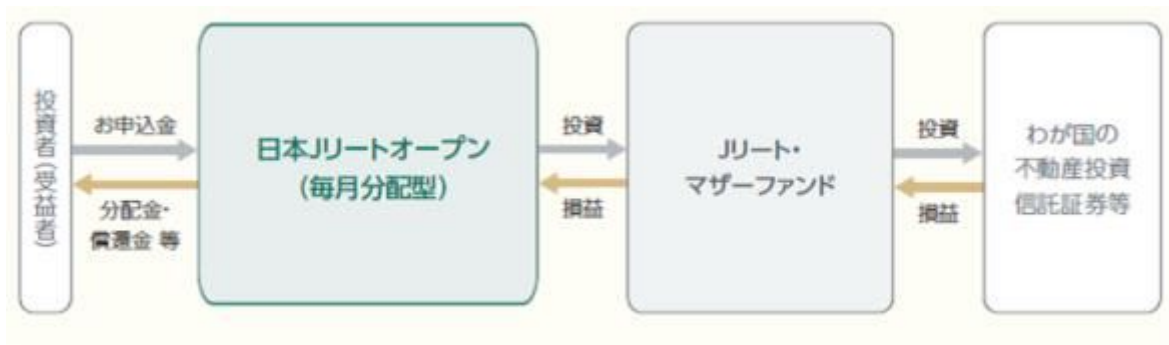 投資者（受益者）
お申込金
分配金・
償還金 等
日本Jリートオープン
（毎月分配型）
投資
損益
Jリート・
マザーファンド
投資
損益
わが国の
不動産投資
信託証券等